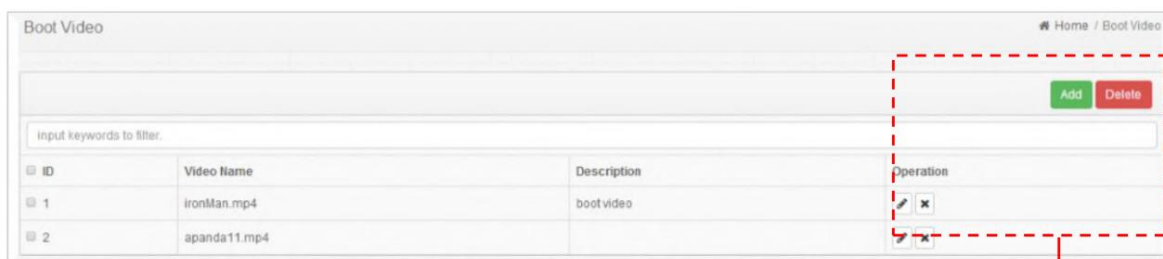 Boot Video
Home / Boot Video
Add Delete
input keywords to filter.
ID Video Name Description Operation
1 ironMan.mp4 boot video
2 apanda11.mp4